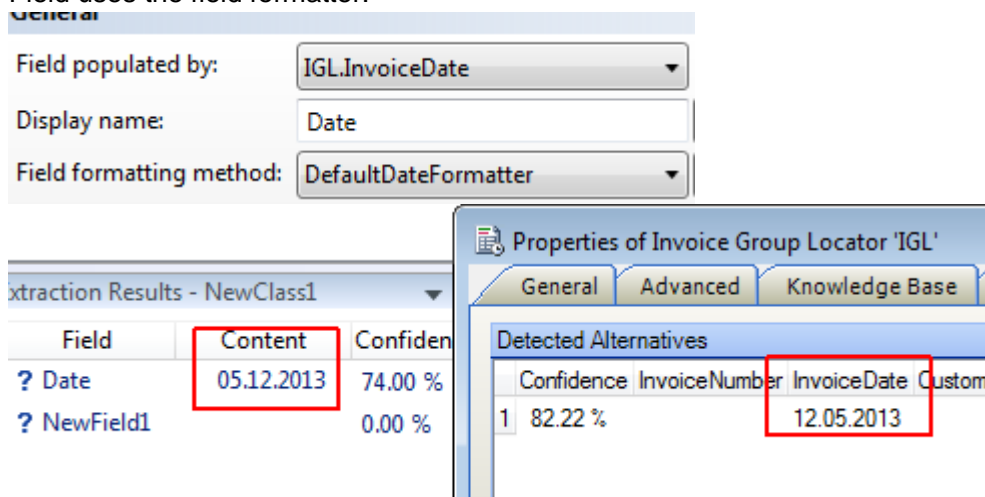 Field uses the field formatter.
General
Field populated by: IGL.InvoiceDate
Display name: Date
Field formatting method: DefaultDateFormatter
Properties of Invoice Group Locator 'IGL'
General Advanced Knowledge Base
Extraction Results - NewClass1
Detected Alternatives
Field Content Confiden
Confidence InvoiceNumber InvoiceDate Custom
? Date 05.12.2013 74.00 %
1 82.22 % 12.05.2013
? NewField1 0.00 %